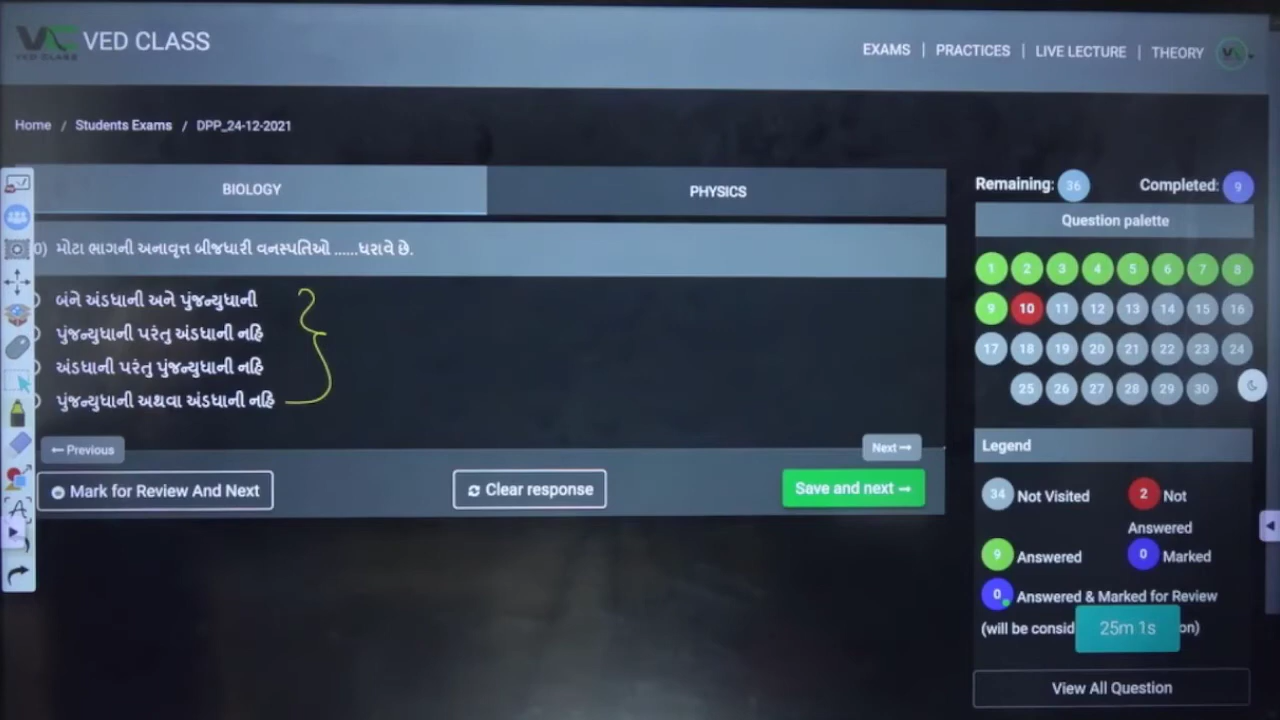 VED CLASS
VED CLASS
EXAMS | PRACTICES | LIVE LECTURE | THEORY
Home / Students Exams / DPP_24-12-2021
BIOLOGY
PHYSICS
0) મોટા ભાગની અનાવૃત્ત બીજધારી વનસ્પતિઓ ......ધરાવે છે.
બંને અંડધાની અને પુંજન્યુધાની
પુંજન્યુધાની પરંતુ અંડધાની નહિ
અંડધાની પરંતુ પુંજન્યુધાની નહિ
પુંજન્યુધાની અથવા અંડધાની નહિ
← Previous
Next →
Mark for Review And Next
Clear response
Save and next →
Remaining: 36 Completed: 9
Question palette
1 2 3 4 5 6 7 8
9 10 11 12 13 14 15 16
17 18 19 20 21 22 23 24
25 26 27 28 29 30
Legend
34 Not Visited 2 Not Answered
9 Answered 0 Marked
0 Answered & Marked for Review
(will be consid on)
25m 1s
View All Question